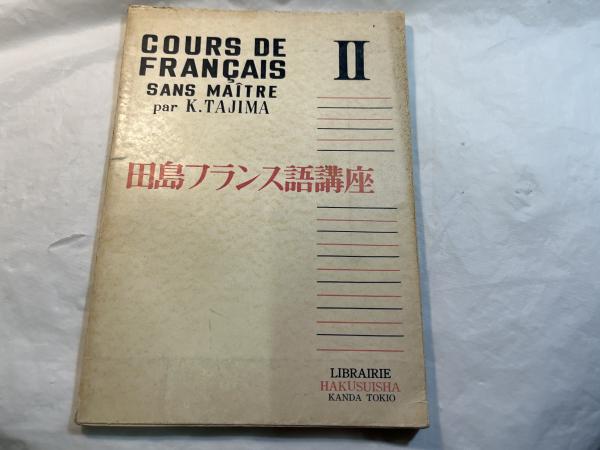 COURS DE
FRANÇAIS
SANS MAÎTRE
par K.TAJIMA
II
田島フランス語講座
LIBRAIRIE
HAKUSUISHA
KANDA TOKIO